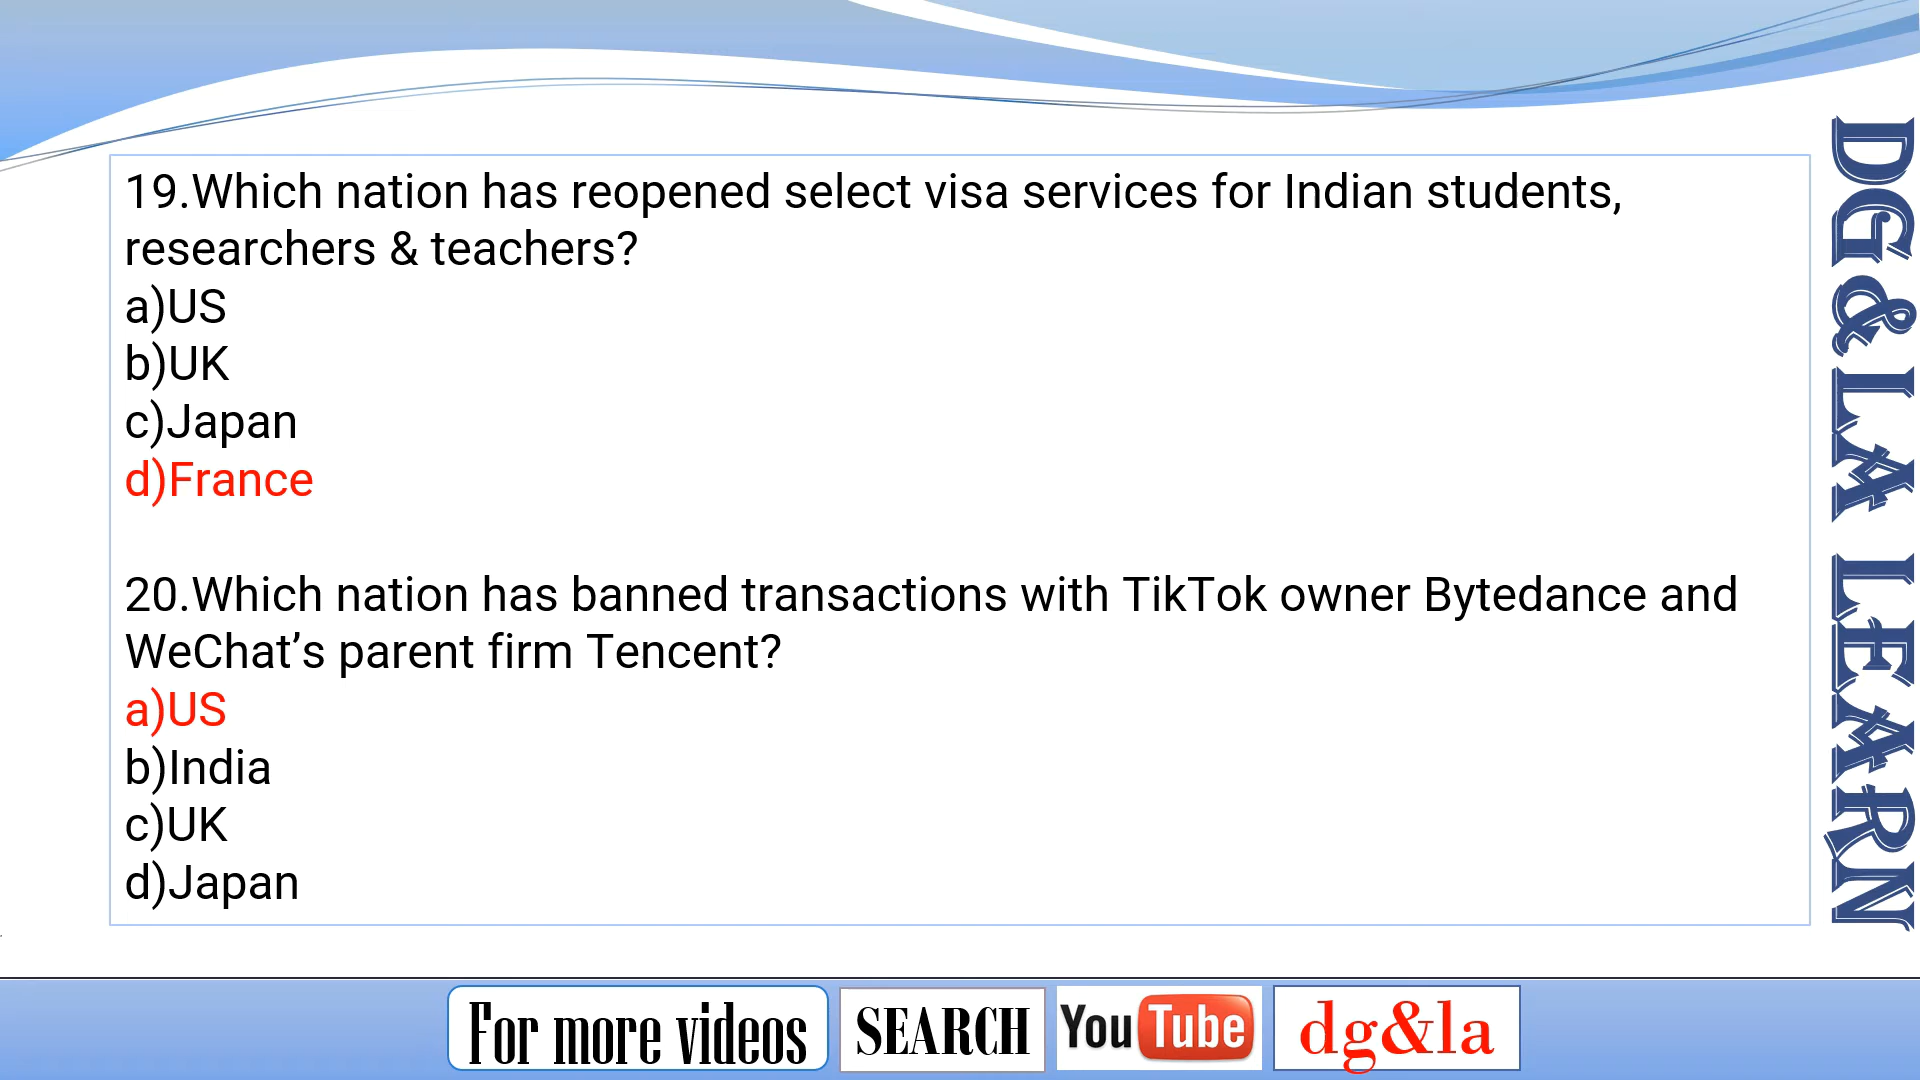 19.Which nation has reopened select visa services for Indian students,
researchers & teachers?
a)US
b)UK
c)Japan
d)France
20.Which nation has banned transactions with TikTok owner Bytedance and
WeChat’s parent firm Tencent?
a)US
b)India
c)UK
d)Japan
DG&LA LEARN
For more videos
SEARCH
YouTube
dg&la